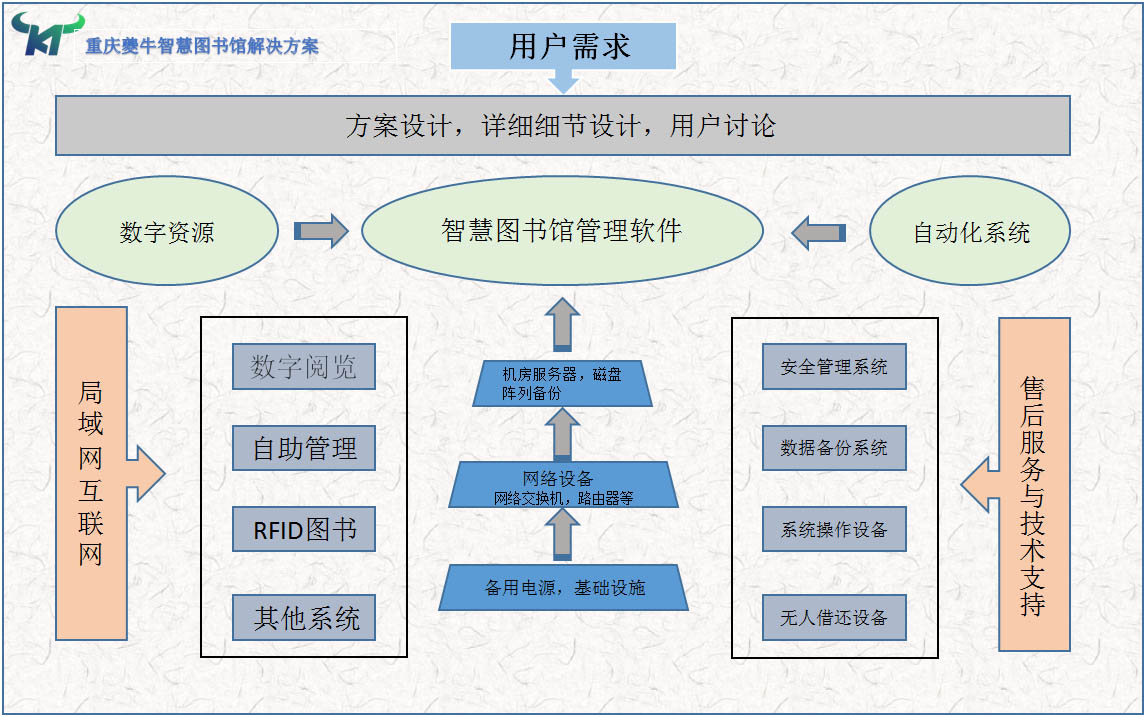 重庆夔牛智慧图书馆解决方案
用户需求
方案设计，详细细节设计，用户讨论
数字资源
智慧图书馆管理软件
自动化系统
局域网互联网
数字阅览
自助管理
RFID图书
其他系统
机房服务器，磁盘
阵列备份
网络设备
网络交换机，路由器等
备用电源，基础设施
安全管理系统
数据备份系统
系统操作设备
无人借还设备
售后服务与技术支持